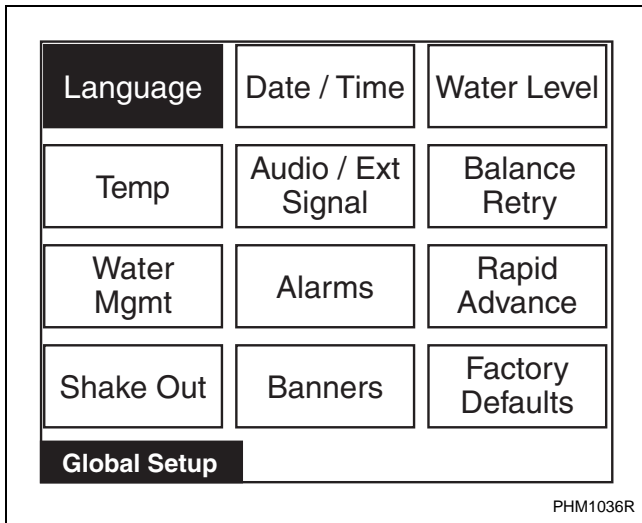 Language
Date / Time
Water Level
Temp
Audio / Ext
Signal
Balance
Retry
Water
Mgmt
Alarms
Rapid
Advance
Shake Out
Banners
Factory
Defaults
Global Setup
PHM1036R